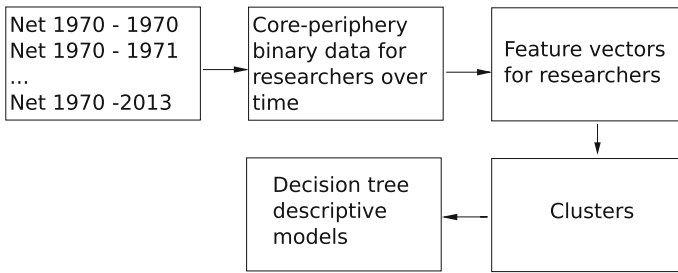 Net 1970 - 1970
Net 1970 - 1971
...
Net 1970 -2013
Core-periphery
binary data for
researchers over
time
Feature vectors
for researchers
Clusters
Decision tree
descriptive
models